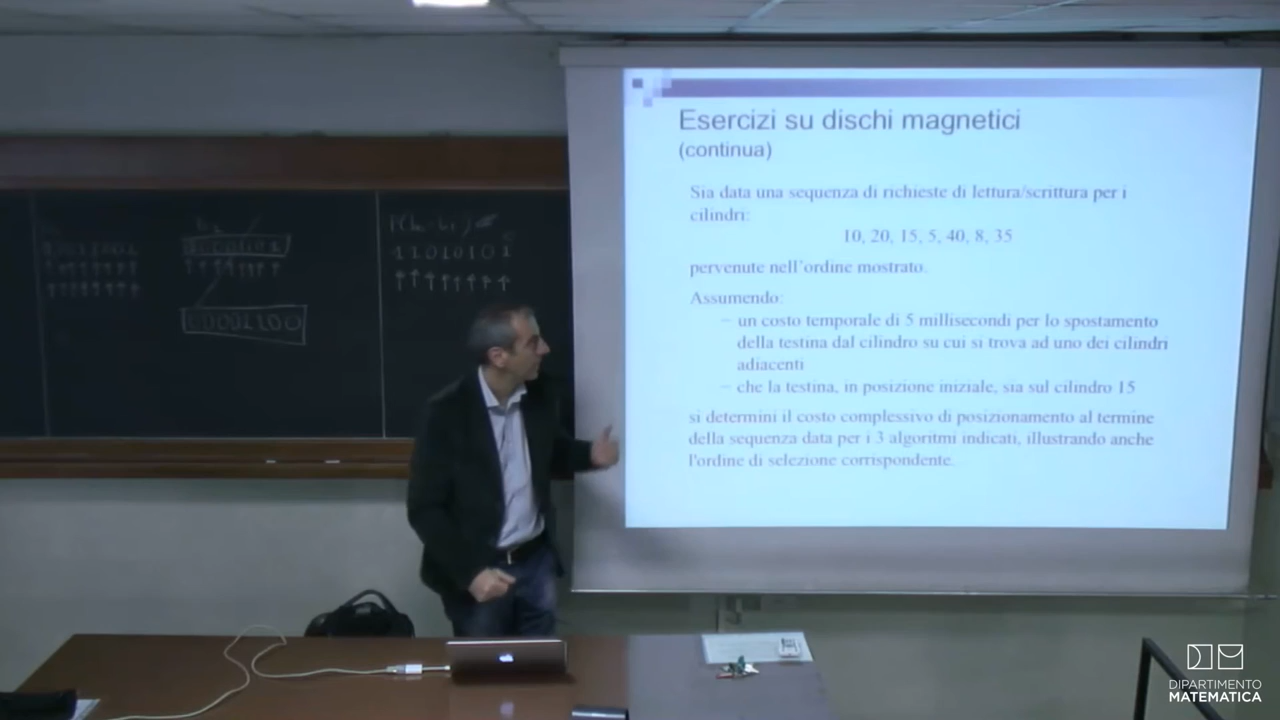 Esercizi su dischi magnetici
(continua)
Sia data una sequenza di richieste di lettura/scrittura per i
cilindri:
10, 20, 15, 5, 40, 8, 35
pervenute nell'ordine mostrato.
Assumendo:
– un costo temporale di 5 millisecondi per lo spostamento
della testina dal cilindro su cui si trova ad uno dei cilindri
adiacenti
– che la testina, in posizione iniziale, sia sul cilindro 15
si determini il costo complessivo di posizionamento al termine
della sequenza data per i 3 algoritmi indicati, illustrando anche
l'ordine di selezione corrispondente.
11010101
00001100
DIPARTIMENTO
MATEMATICA